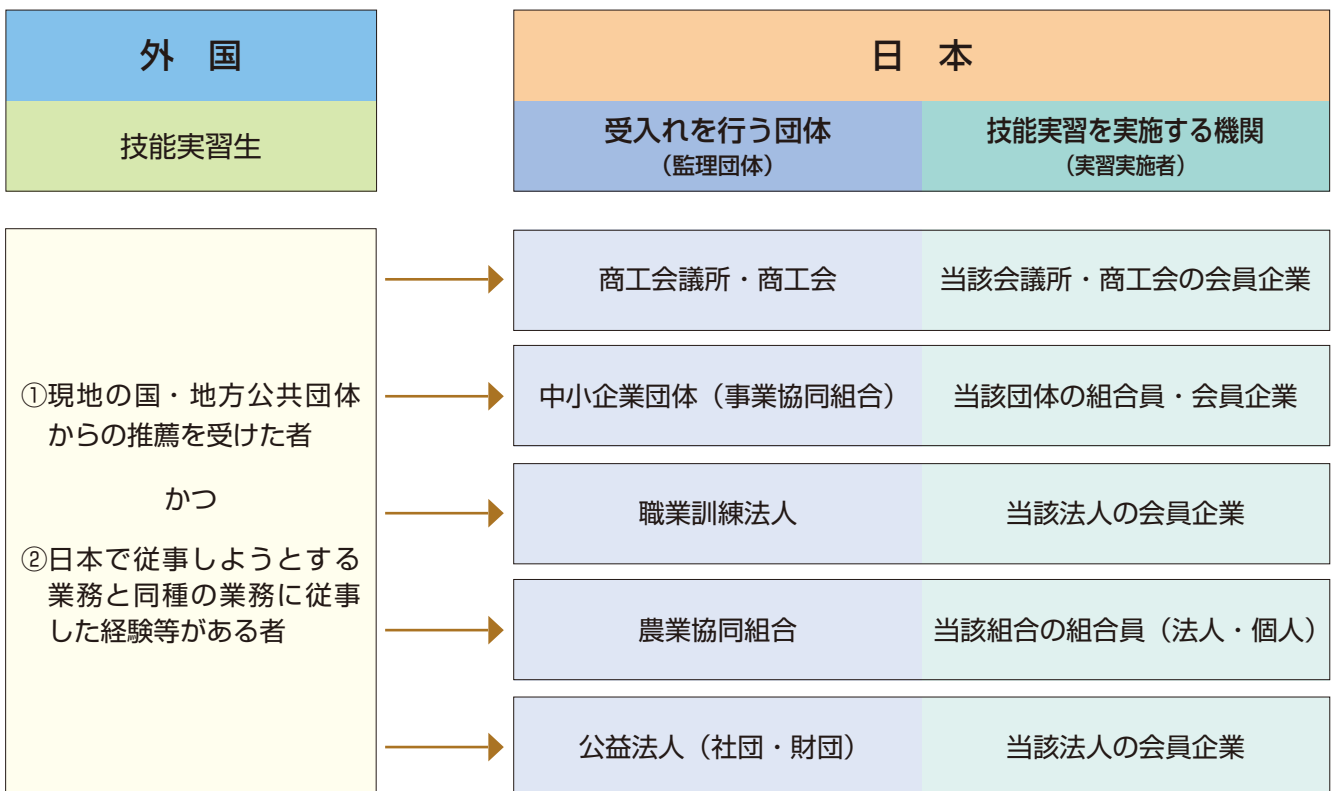 外 国
技能実習生
日 本
受入れを行う団体
（監理団体）
技能実習を実施する機関
（実習実施者）
①現地の国・地方公共団体
からの推薦を受けた者
かつ
②日本で従事しようとする
業務と同種の業務に従事
した経験等がある者
商工会議所・商工会
当該会議所・商工会の会員企業
中小企業団体（事業協同組合）
当該団体の組合員・会員企業
職業訓練法人
当該法人の会員企業
農業協同組合
当該組合の組合員（法人・個人）
公益法人（社団・財団）
当該法人の会員企業